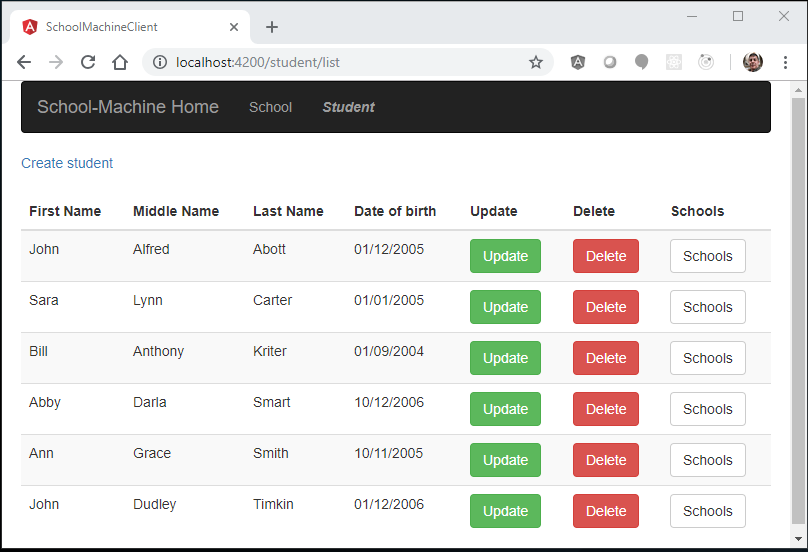 SchoolMachineClient
localhost:4200/student/list
School-Machine Home School Student
Create student
First Name Middle Name Last Name Date of birth Update Delete Schools
John Alfred Abott 01/12/2005 Update Delete Schools
Sara Lynn Carter 01/01/2005 Update Delete Schools
Bill Anthony Kriter 01/09/2004 Update Delete Schools
Abby Darla Smart 10/12/2006 Update Delete Schools
Ann Grace Smith 10/11/2005 Update Delete Schools
John Dudley Timkin 01/12/2006 Update Delete Schools